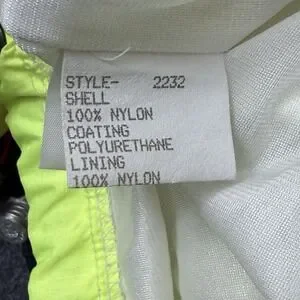 STYLE- 2232
SHELL
100% NYLON
COATING
POLYURETHANE
LINING
100% NYLON